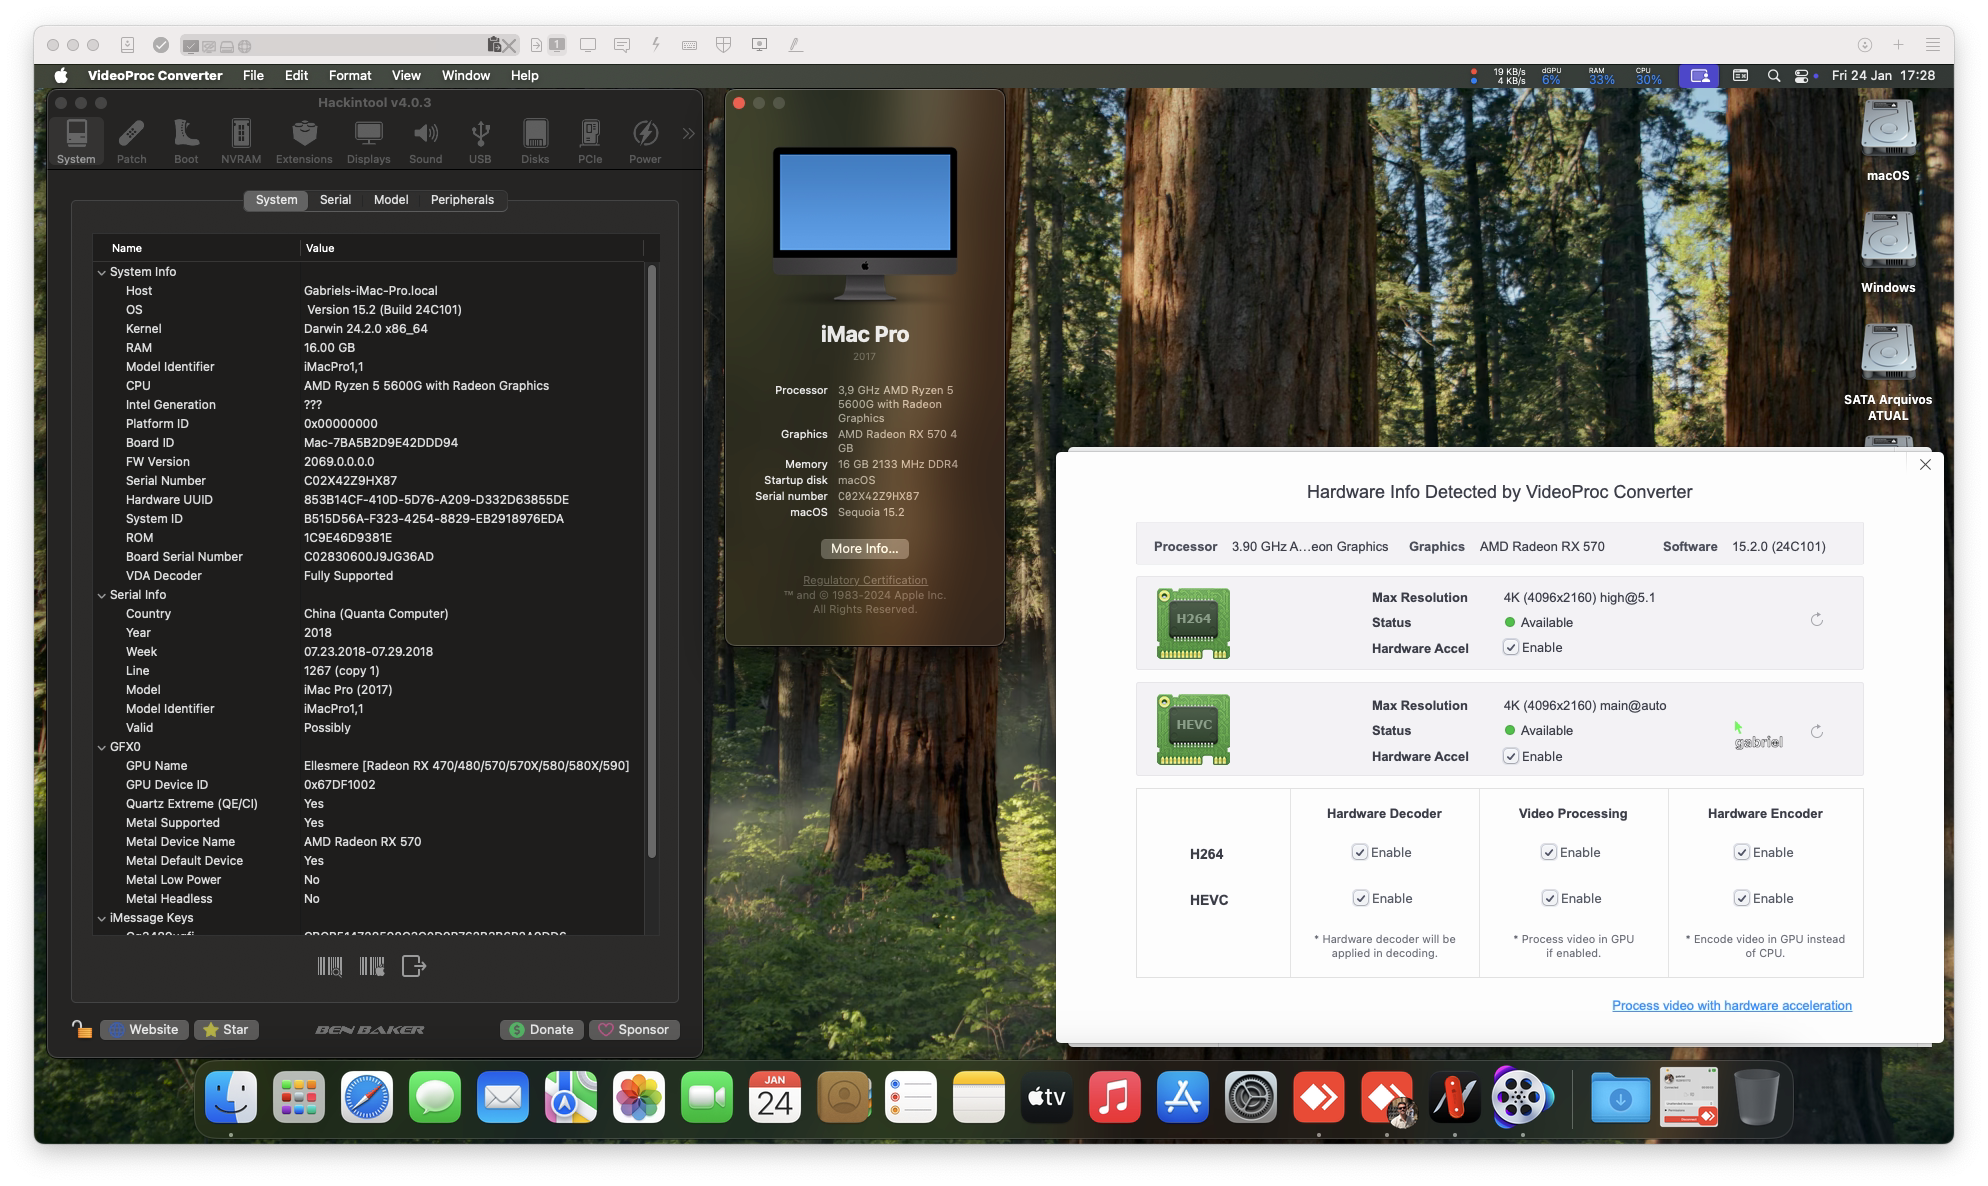 1
VideoProc Converter File Edit Format View Window Help
19 KB/s
4 KB/s
dGPU
6%
RAM
33%
CPU
30%
Fri 24 Jan 17:28
Hackintool v4.0.3
System Patch Boot NVRAM Extensions Displays Sound USB Disks PCIe Power
System Serial Model Peripherals
Name Value
System Info
Host Gabriels-iMac-Pro.local
OS Version 15.2 (Build 24C101)
Kernel Darwin 24.2.0 x86_64
RAM 16.00 GB
Model Identifier iMacPro1,1
CPU AMD Ryzen 5 5600G with Radeon Graphics
Intel Generation ???
Platform ID 0x00000000
Board ID Mac-7BA5B2D9E42DDD94
FW Version 2069.0.0.0.0
Serial Number C02X42Z9HX87
Hardware UUID 853B14CF-410D-5D76-A209-D332D63855DE
System ID B515D56A-F323-4254-8829-EB2918976EDA
ROM 1C9E46D9381E
Board Serial Number C02830600J9JG36AD
VDA Decoder Fully Supported
Serial Info
Country China (Quanta Computer)
Year 2018
Week 07.23.2018-07.29.2018
Line 1267 (copy 1)
Model iMac Pro (2017)
Model Identifier iMacPro1,1
Valid Possibly
GFX0
GPU Name Ellesmere [Radeon RX 470/480/570/570X/580/580X/590]
GPU Device ID 0x67DF1002
Quartz Extreme (QE/CI) Yes
Metal Supported Yes
Metal Device Name AMD Radeon RX 570
Metal Default Device Yes
Metal Low Power No
Metal Headless No
iMessage Keys
Website Star BEN BAKER Donate Sponsor
iMac Pro
2017
Processor 3,9 GHz AMD Ryzen 5
5600G with Radeon
Graphics
Graphics AMD Radeon RX 570 4
GB
Memory 16 GB 2133 MHz DDR4
Startup disk macOS
Serial number C02X42Z9HX87
macOS Sequoia 15.2
More Info...
Regulatory Certification
™ and © 1983-2024 Apple Inc.
All Rights Reserved.
macOS
Windows
SATA Arquivos
ATUAL
Hardware Info Detected by VideoProc Converter
Processor 3.90 GHz A...eon Graphics Graphics AMD Radeon RX 570 Software 15.2.0 (24C101)
H264
Max Resolution 4K (4096x2160) high@5.1
Status Available
Hardware Accel Enable
HEVC
Max Resolution 4K (4096x2160) main@auto
Status Available
Hardware Accel Enable
gabriel
Hardware Decoder Video Processing Hardware Encoder
H264 Enable Enable Enable
HEVC Enable Enable Enable
* Hardware decoder will be
applied in decoding.
* Process video in GPU
if enabled.
* Encode video in GPU instead
of CPU.
Process video with hardware acceleration
JAN
24
tv